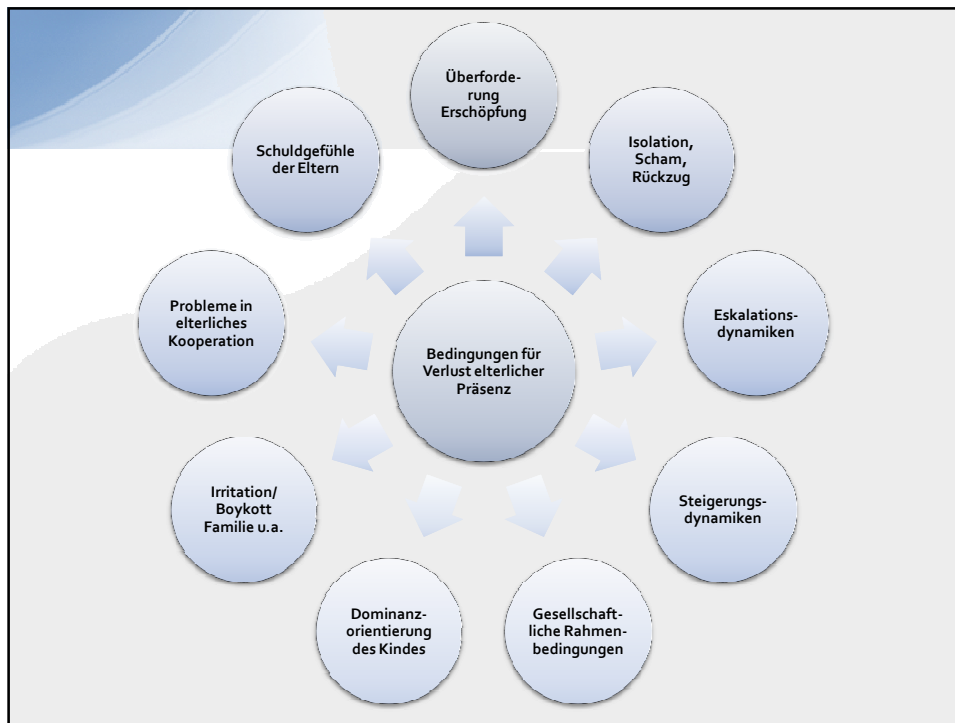 Überforde-
rung
Erschöpfung
Isolation,
Scham,
Rückzug
Eskalations-
dynamiken
Steigerungs-
dynamiken
Gesellschaft-
liche Rahmen-
bedingungen
Dominanz-
orientierung
des Kindes
Irritation/
Boykott
Familie u.a.
Probleme in
elterliches
Kooperation
Schuldgefühle
der Eltern
Bedingungen für
Verlust elterlicher
Präsenz